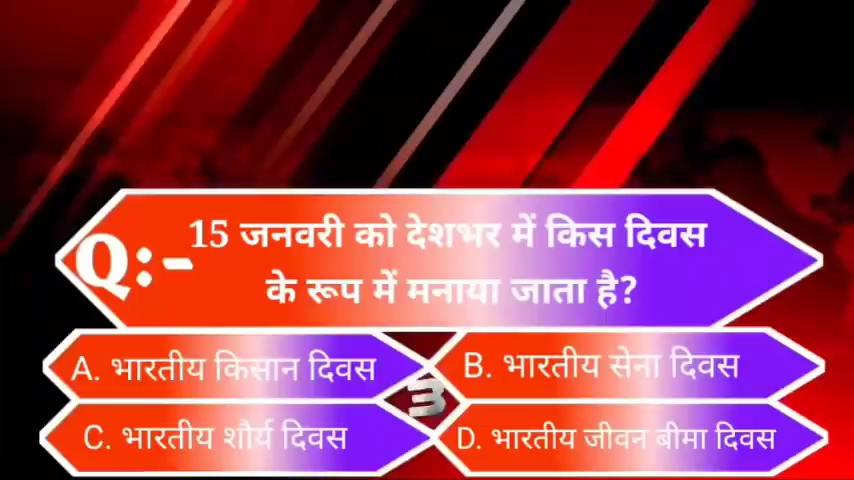 Q:-15 जनवरी को देशभर में किस दिवस
के रूप में मनाया जाता है?
A. भारतीय किसान दिवस
B. भारतीय सेना दिवस
3
C. भारतीय शौर्य दिवस
D. भारतीय जीवन बीमा दिवस